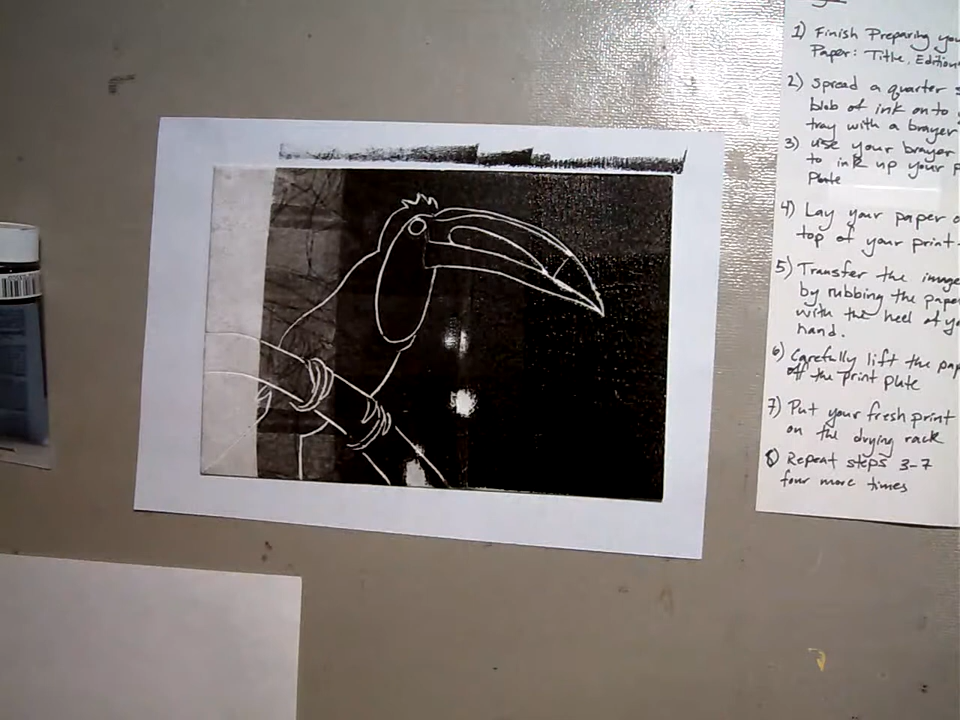 1) Finish Preparing
Paper: Title, Edition
2) Spread a quarter
blob of ink onto
tray with a brayer
3) use your brayer
to ink up your
Plate
4) Lay your paper
top of your print-
5) Transfer the image
by rubbing the paper
with the heel of
hand.
6) Carefully lift the
off the print plate
7) Put your fresh print
on the drying rack
8) Repeat steps 3-7
four more times